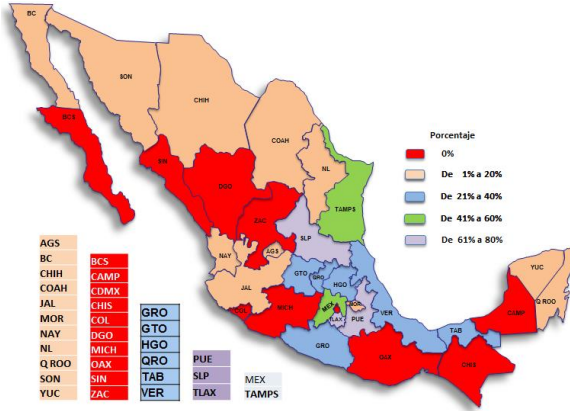 BC
SON
CHIH
COAH
BCS
SIN
DGO
NL
TAMPS
ZAC
SLP
NAY
AGS
JAL
GTO
QRO
HGO
COL
MICH
MEX
MOR
TLAX
PUE
VER
GRO
OAX
TAB
CHIS
CAMP
YUC
Q ROO
Porcentaje
0%
De 1% a 20%
De 21% a 40%
De 41% a 60%
De 61% a 80%
AGS
BC
CHIH
COAH
JAL
MOR
NAY
NL
Q ROO
SON
YUC
BCS
CAMP
CDMX
CHIS
COL
DGO
MICH
OAX
SIN
ZAC
GRO
GTO
HGO
QRO
TAB
VER
PUE
SLP
TLAX
MEX
TAMPS